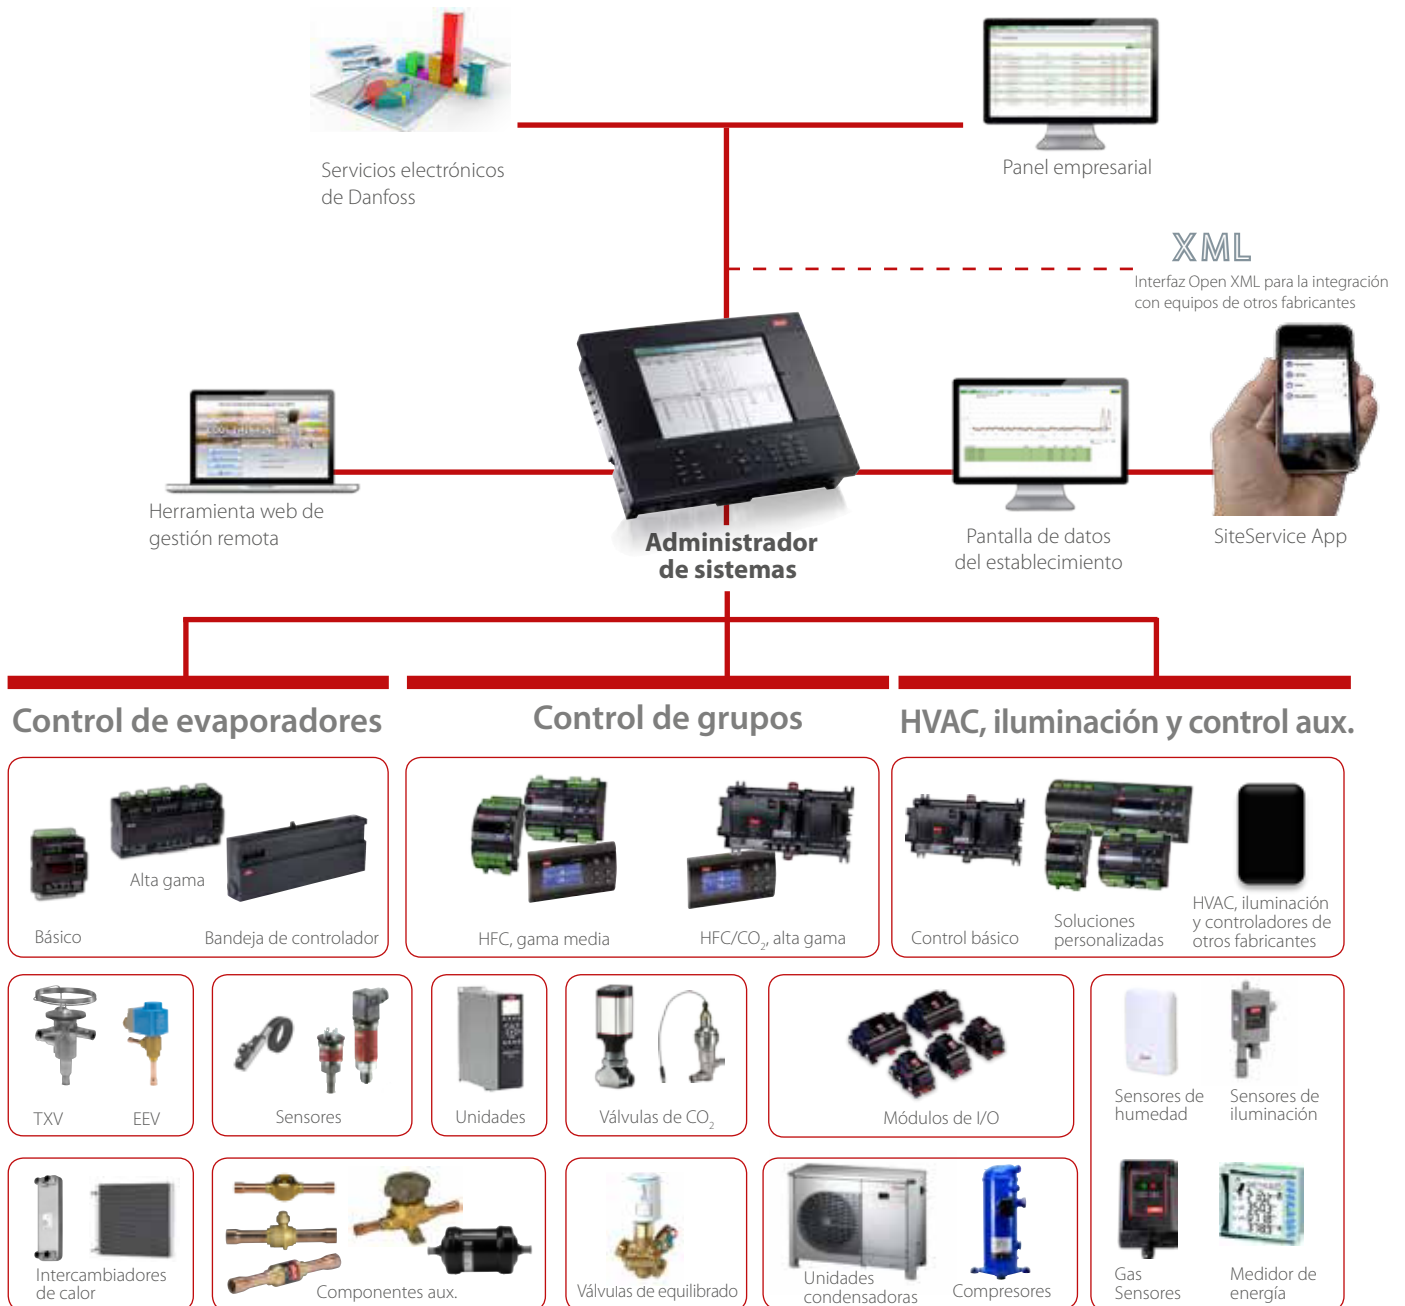 Servicios electrónicos
de Danfoss
Panel empresarial
XML
Interfaz Open XML para la integración
con equipos de otros fabricantes
Herramienta web de
gestión remota
Administrador
de sistemas
Pantalla de datos
del establecimiento
SiteService App
Control de evaporadores
Control de grupos
HVAC, iluminación y control aux.
Básico
Alta gama
Bandeja de controlador
HFC, gama media
HFC/CO₂, alta gama
Control básico
Soluciones
personalizadas
HVAC, iluminación
y controladores de
otros fabricantes
TXV
EEV
Sensores
Unidades
Válvulas de CO₂
Módulos de I/O
Sensores de
humedad
Sensores de
iluminación
Intercambiadores
de calor
Componentes aux.
Válvulas de equilibrado
Unidades
condensadoras
Compresores
Gas
Sensores
Medidor de
energía